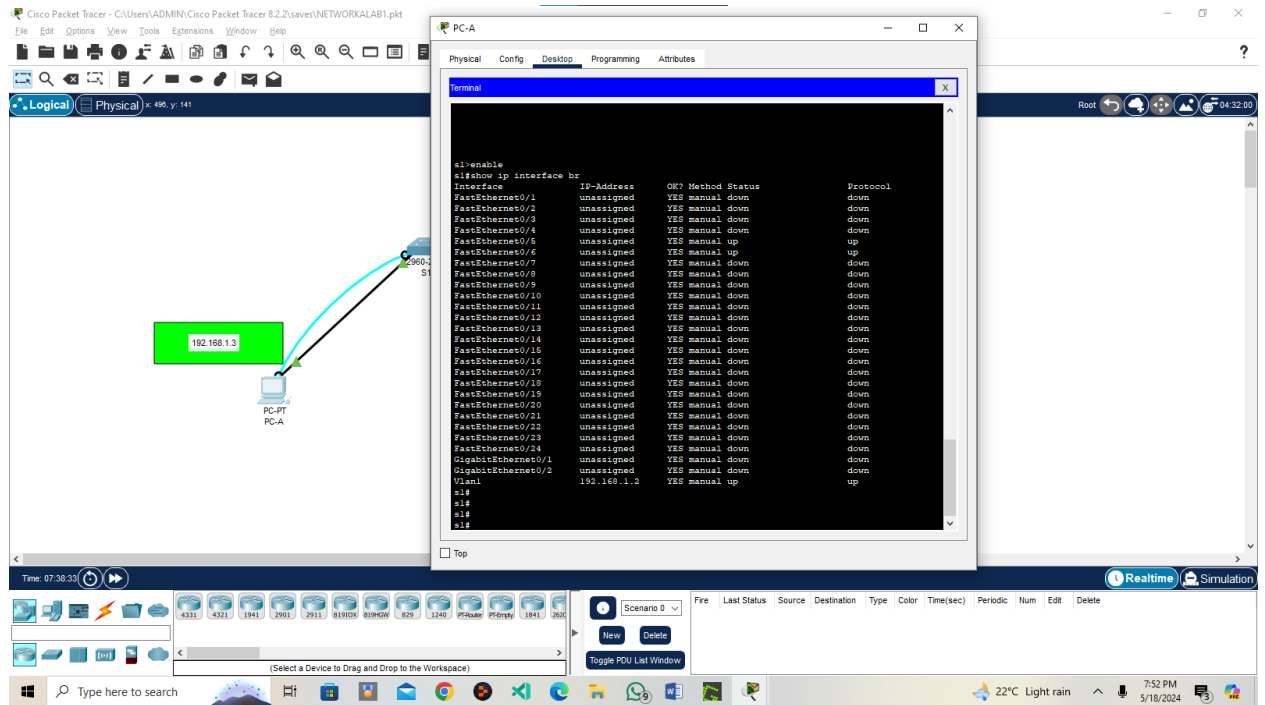 Cisco Packet Tracer - C:\Users\ADMIN\Cisco Packet Tracer 8.2.2\saves\NETWORKALAB1.pkt
File Edit Options View Tools Extensions Window Help
?
Logical Physical x: 496, y: 141
Root 04:32:00
PC-A
Physical Config Desktop Programming Attributes
Terminal X
s1>enable
s1#show ip interface br
Interface IP-Address OK? Method Status Protocol
FastEthernet0/1 unassigned YES manual down down
FastEthernet0/2 unassigned YES manual down down
FastEthernet0/3 unassigned YES manual down down
FastEthernet0/4 unassigned YES manual down down
FastEthernet0/5 unassigned YES manual up up
FastEthernet0/6 unassigned YES manual up up
FastEthernet0/7 unassigned YES manual down down
FastEthernet0/8 unassigned YES manual down down
FastEthernet0/9 unassigned YES manual down down
FastEthernet0/10 unassigned YES manual down down
FastEthernet0/11 unassigned YES manual down down
FastEthernet0/12 unassigned YES manual down down
FastEthernet0/13 unassigned YES manual down down
FastEthernet0/14 unassigned YES manual down down
FastEthernet0/15 unassigned YES manual down down
FastEthernet0/16 unassigned YES manual down down
FastEthernet0/17 unassigned YES manual down down
FastEthernet0/18 unassigned YES manual down down
FastEthernet0/19 unassigned YES manual down down
FastEthernet0/20 unassigned YES manual down down
FastEthernet0/21 unassigned YES manual down down
FastEthernet0/22 unassigned YES manual down down
FastEthernet0/23 unassigned YES manual down down
FastEthernet0/24 unassigned YES manual down down
GigabitEthernet0/1 unassigned YES manual down down
GigabitEthernet0/2 unassigned YES manual down down
Vlan1 192.168.1.2 YES manual up up
s1#
s1#
s1#
s1#
Top
2960-2
S1
192.168.1.3
PC-PT
PC-A
Time: 07:38:33
Realtime Simulation
4331 4321 1941 2901 2911 819IOX 819HGW 829 1240 PT-Router PT-Empty 1841 262
(Select a Device to Drag and Drop to the Workspace)
Scenario 0
New Delete
Toggle PDU List Window
Fire Last Status Source Destination Type Color Time(sec) Periodic Num Edit Delete
Type here to search
9
22°C Light rain
7:52 PM
5/18/2024
3